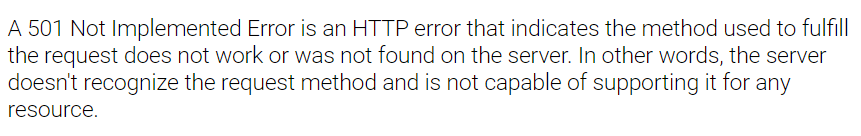 A 501 Not Implemented Error is an HTTP error that indicates the method used to fulfill
the request does not work or was not found on the server. In other words, the server
doesn't recognize the request method and is not capable of supporting it for any
resource.